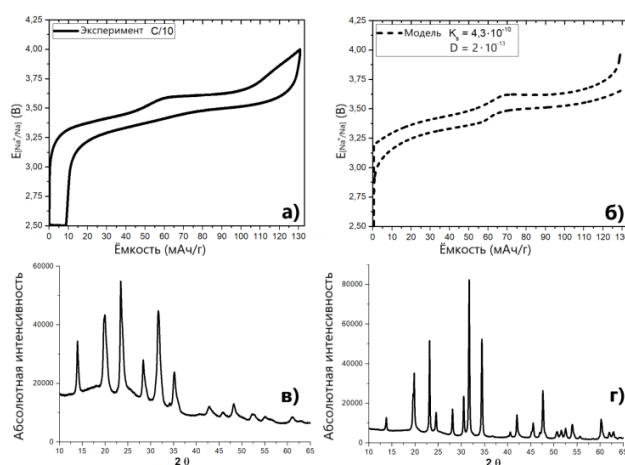 4,25
4,00
3,75
3,50
3,25
3,00
2,75
2,50
E[Na⁺/Na] (В)
Эксперимент C/10
а)
0 10 20 30 40 50 60 70 80 90 100 110 120 130
Ёмкость (мАч/г)
4,25
4,00
3,75
3,50
3,25
3,00
2,75
2,50
E[Na⁺/Na] (В)
Модель Kₛ = 4,3·10⁻¹⁰
D = 2·10⁻¹³
б)
0 10 20 30 40 50 60 70 80 90 100 110 120 130
Ёмкость (мАч/г)
60000
40000
20000
0
Абсолютная интенсивность
в)
10 15 20 25 30 35 40 45 50 55 60 65
2 θ
80000
60000
40000
20000
0
Абсолютная интенсивность
г)
10 15 20 25 30 35 40 45 50 55 60 65
2 θ